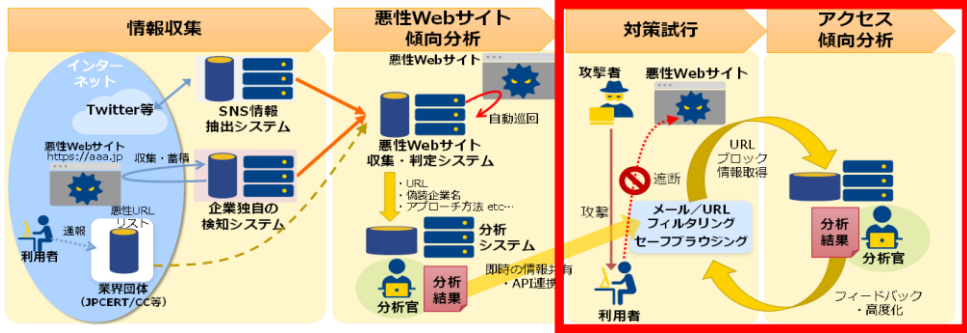 情報収集
悪性Webサイト
傾向分析
対策試行
アクセス
傾向分析
インター
ネット
Twitter等
SNS情報
抽出システム
悪性Webサイト
https://aaa.jp
収集・蓄積
企業独自の
検知システム
悪性URL
リスト
通報
利用者
業界団体
(JPCERT/CC等)
悪性Webサイト
自動巡回
悪性Webサイト
収集・判定システム
・URL
・偽装企業名
・アプローチ方法 etc…
分析
システム
分析官
分析
結果
即時の情報共有
・API連携
攻撃者
悪性Webサイト
遮断
攻撃
メール／URL
フィルタリング
セーフブラウジング
利用者
URL
ブロック
情報取得
分析
結果
分析官
フィードバック
・高度化